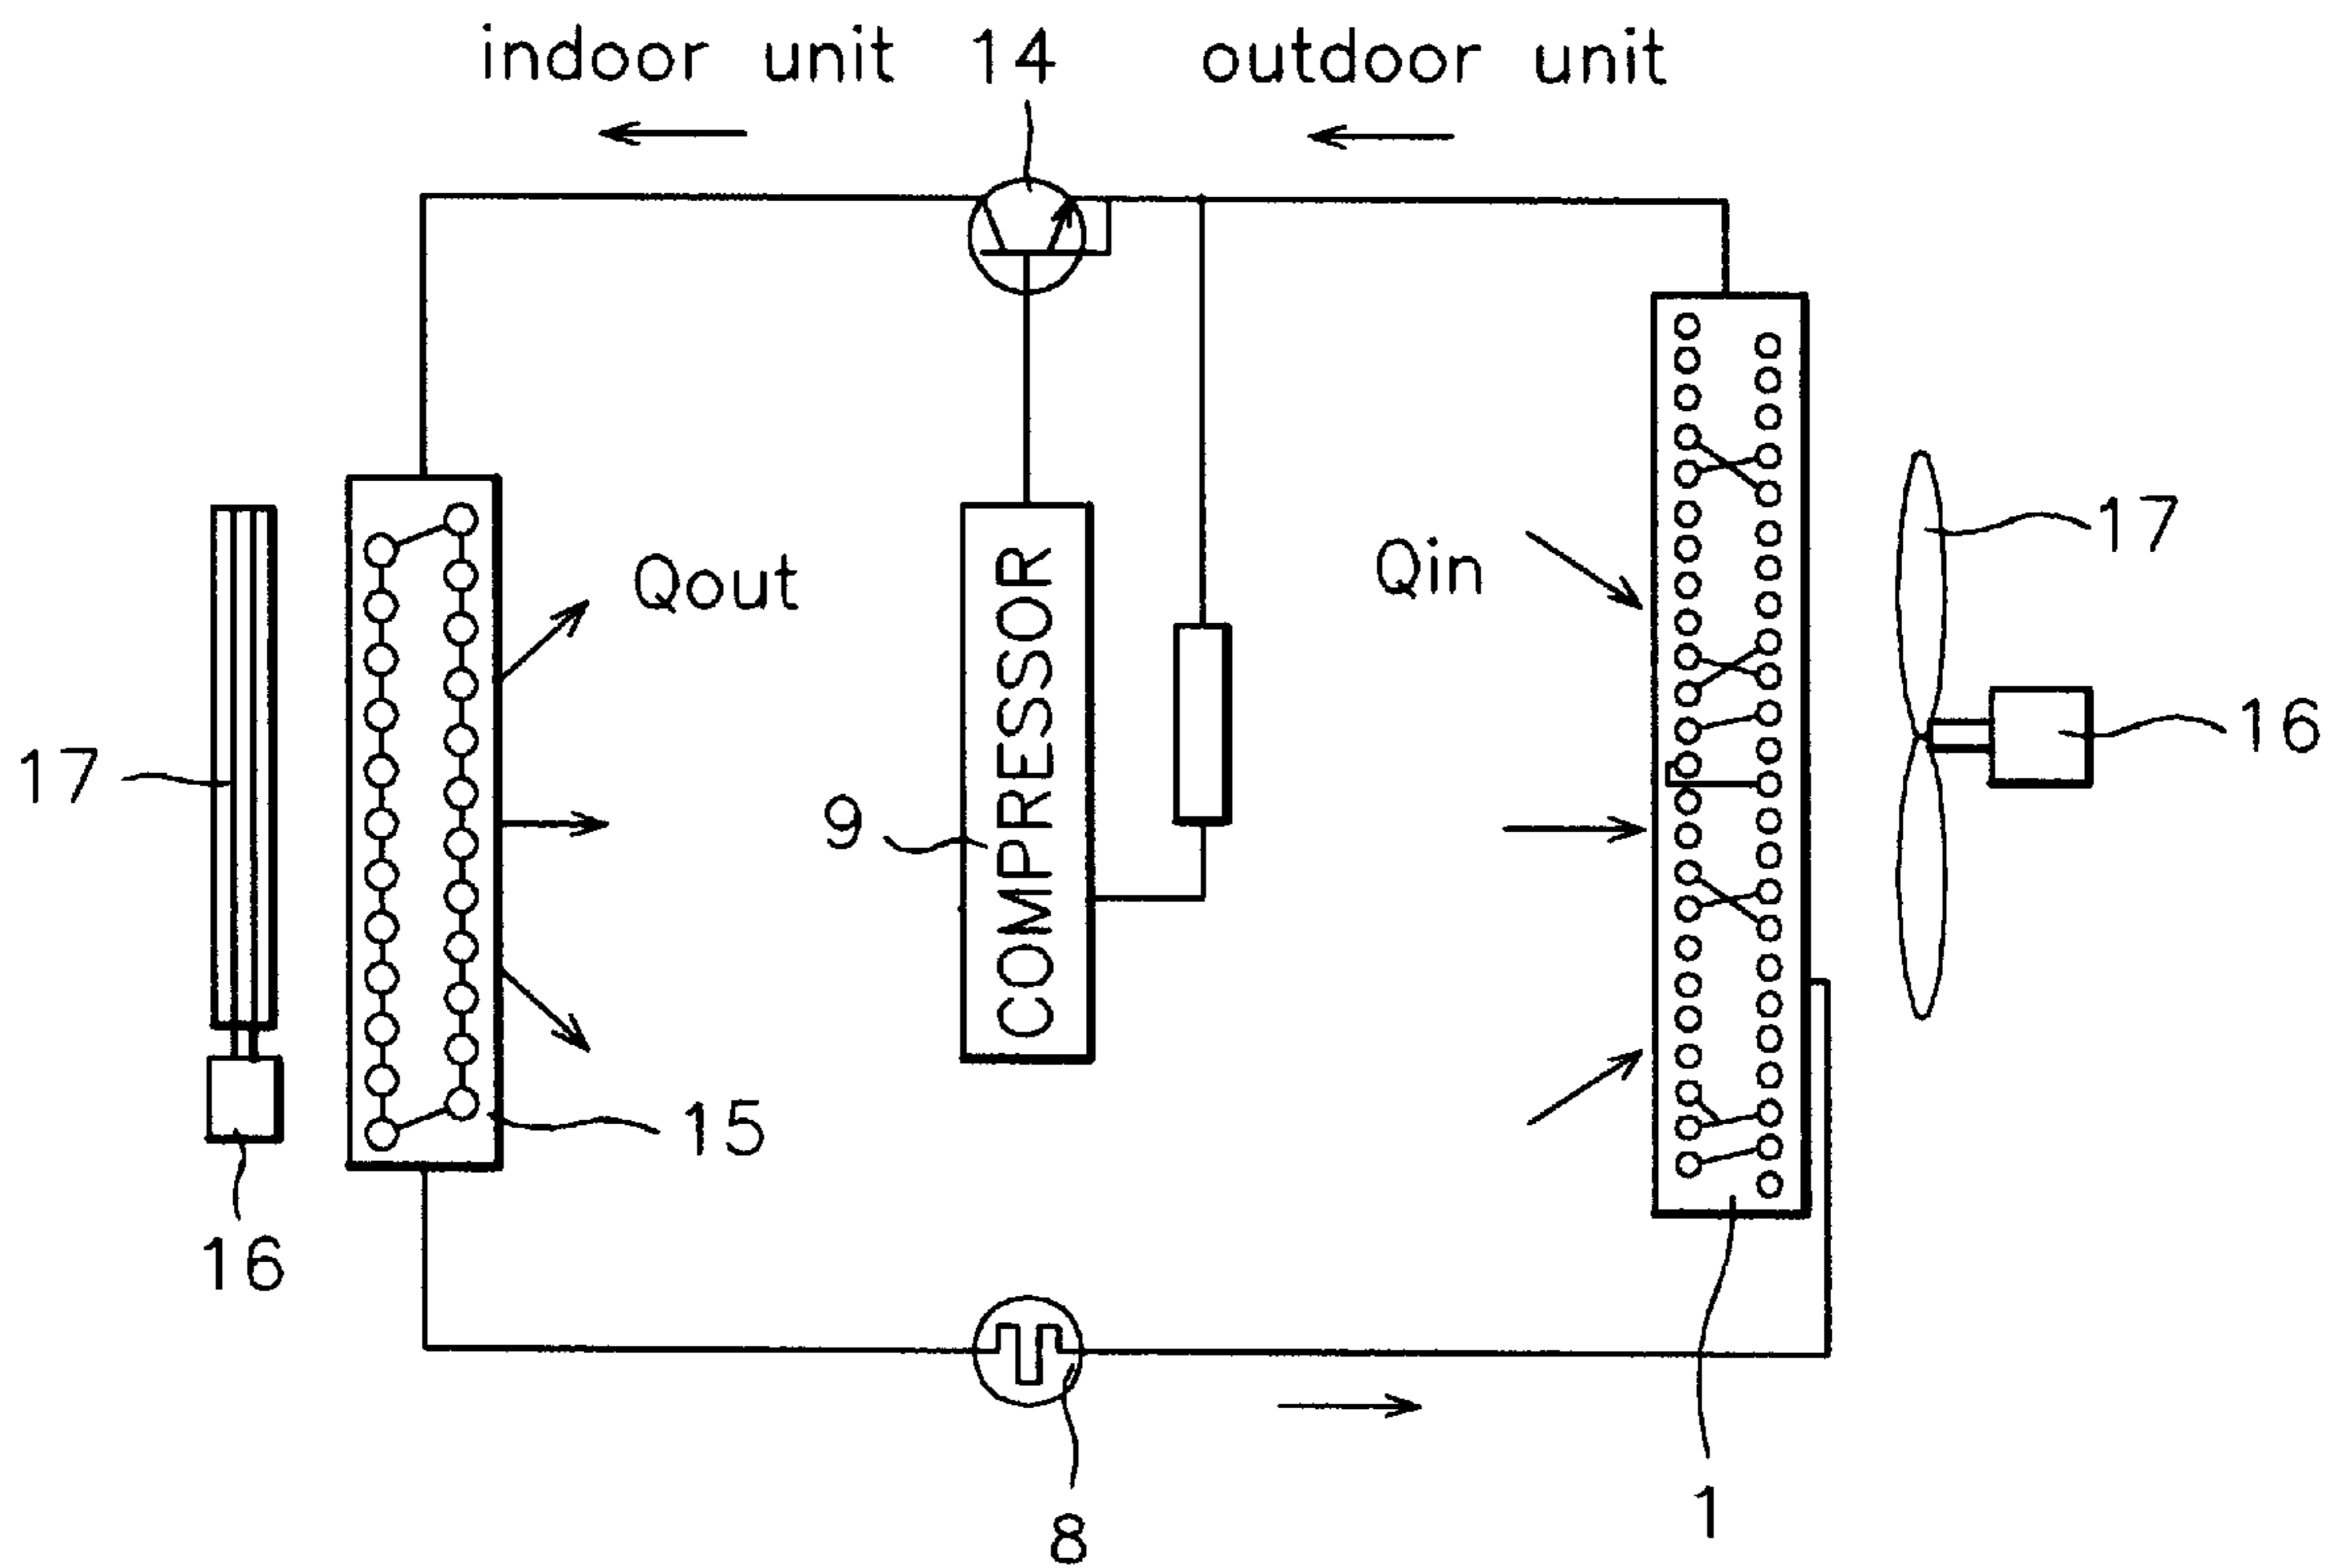 indoor unit 14 outdoor unit
Qout
Qin
17
17
16
COMPRESSOR
9
15
16
1
8